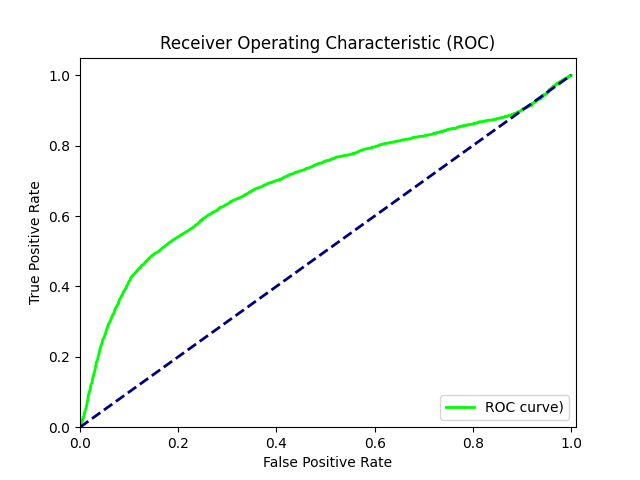 Receiver Operating Characteristic (ROC)
1.0
0.8
0.6
0.4
0.2
0.0
True Positive Rate
ROC curve)
0.0 0.2 0.4 0.6 0.8 1.0
False Positive Rate